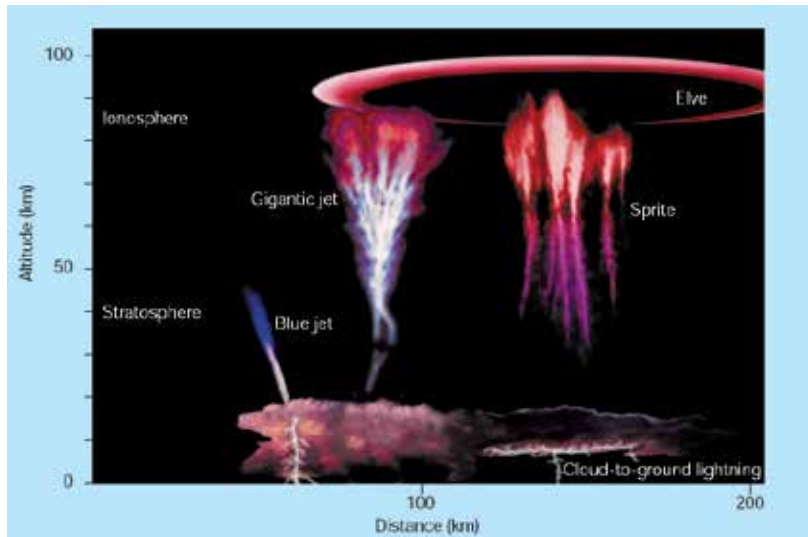 100
Elve
Ionosphere
Gigantic jet
Sprite
Altitude (km)
50
Stratosphere
Blue jet
0
Cloud-to-ground lightning
100
200
Distance (km)